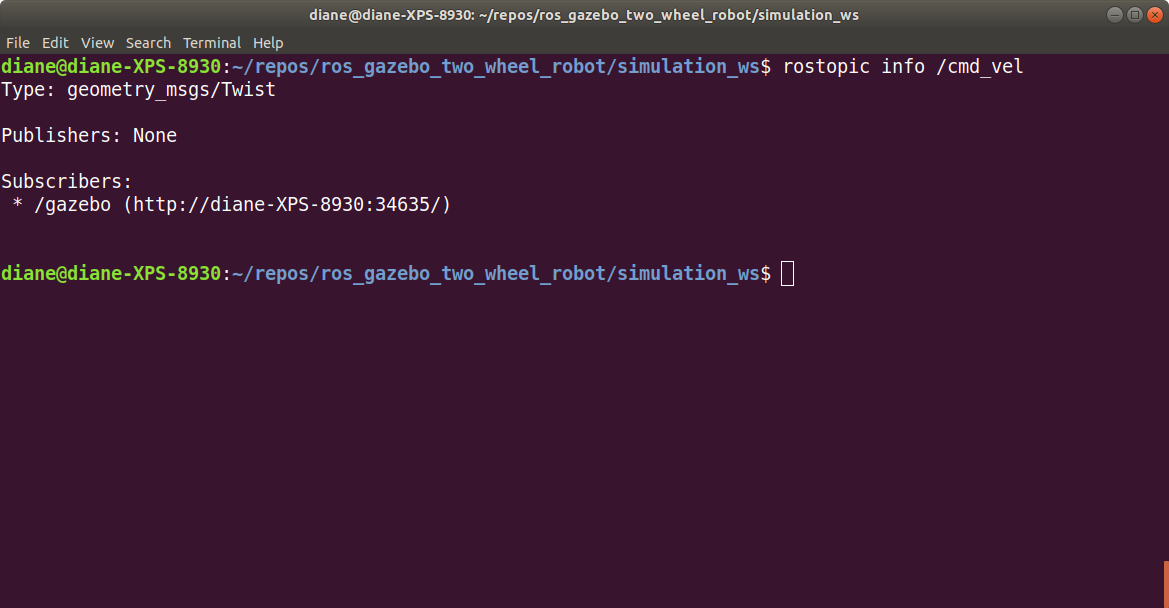 diane@diane-XPS-8930: ~/repos/ros_gazebo_two_wheel_robot/simulation_ws
File Edit View Search Terminal Help
diane@diane-XPS-8930:~/repos/ros_gazebo_two_wheel_robot/simulation_ws$ rostopic info /cmd_vel
Type: geometry_msgs/Twist
Publishers: None
Subscribers:
 * /gazebo (http://diane-XPS-8930:34635/)
diane@diane-XPS-8930:~/repos/ros_gazebo_two_wheel_robot/simulation_ws$